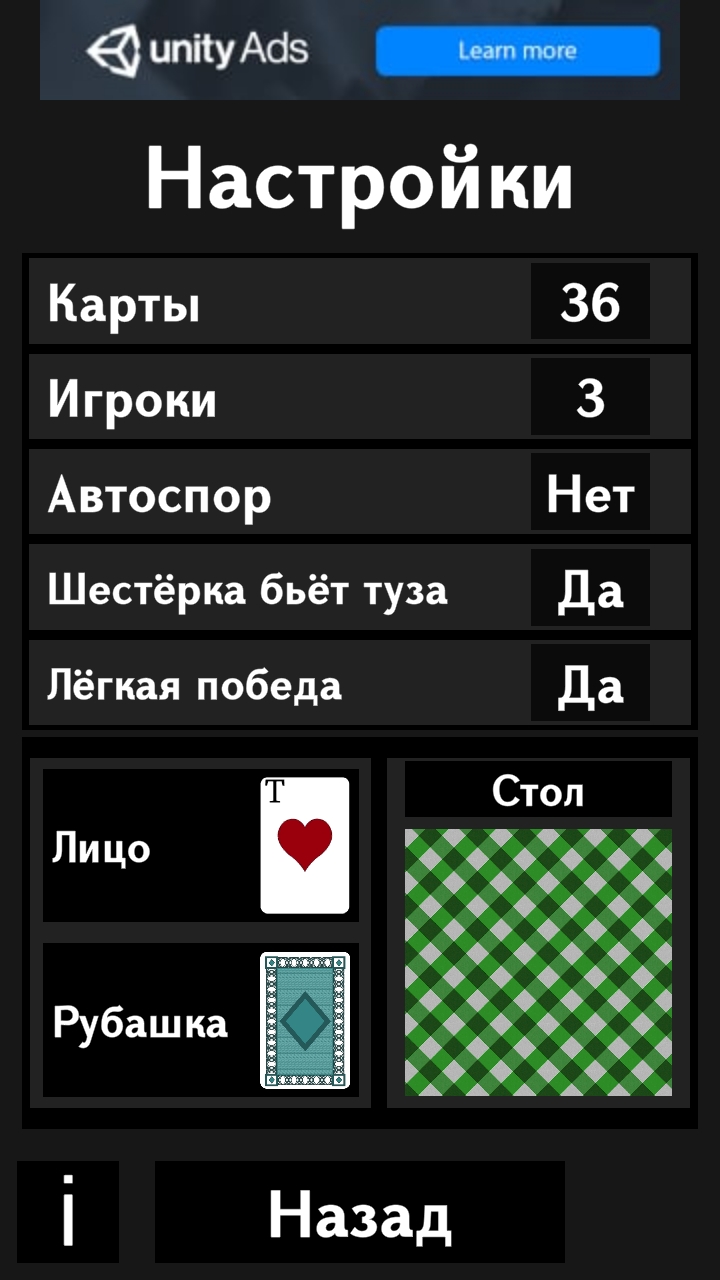 unity Ads
Learn more
Настройки
Карты
36
Игроки
3
Автоспор
Нет
Шестёрка бьёт туза
Да
Лёгкая победа
Да
Лицо
Т
Стол
Рубашка
i
Назад